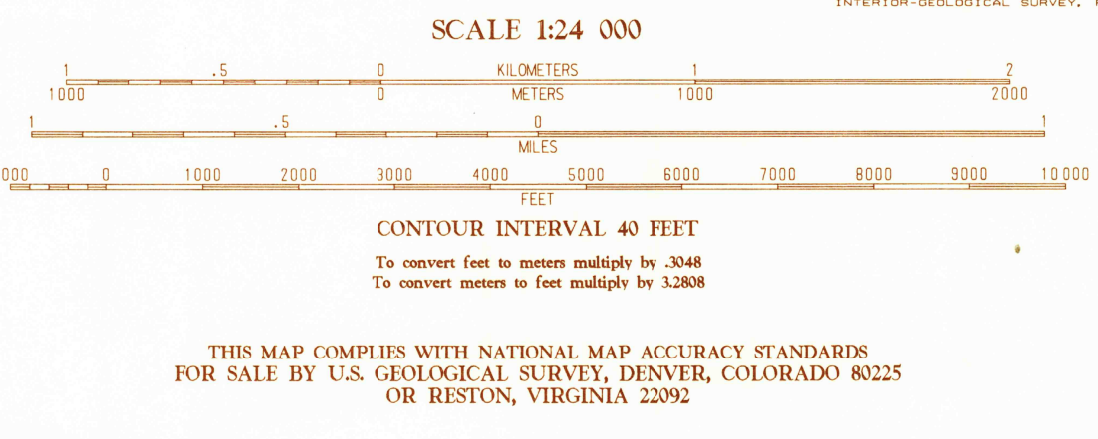 INTERIOR-GEOLOGICAL SURVEY,
SCALE 1:24 000
1 .5 0 KILOMETERS 1 2
1000 0 METERS 1000 2000
1 .5 0 1
MILES
000 0 1000 2000 3000 4000 5000 6000 7000 8000 9000 10 000
FEET
CONTOUR INTERVAL 40 FEET
To convert feet to meters multiply by .3048
To convert meters to feet multiply by 3.2808
THIS MAP COMPLIES WITH NATIONAL MAP ACCURACY STANDARDS
FOR SALE BY U.S. GEOLOGICAL SURVEY, DENVER, COLORADO 80225
OR RESTON, VIRGINIA 22092